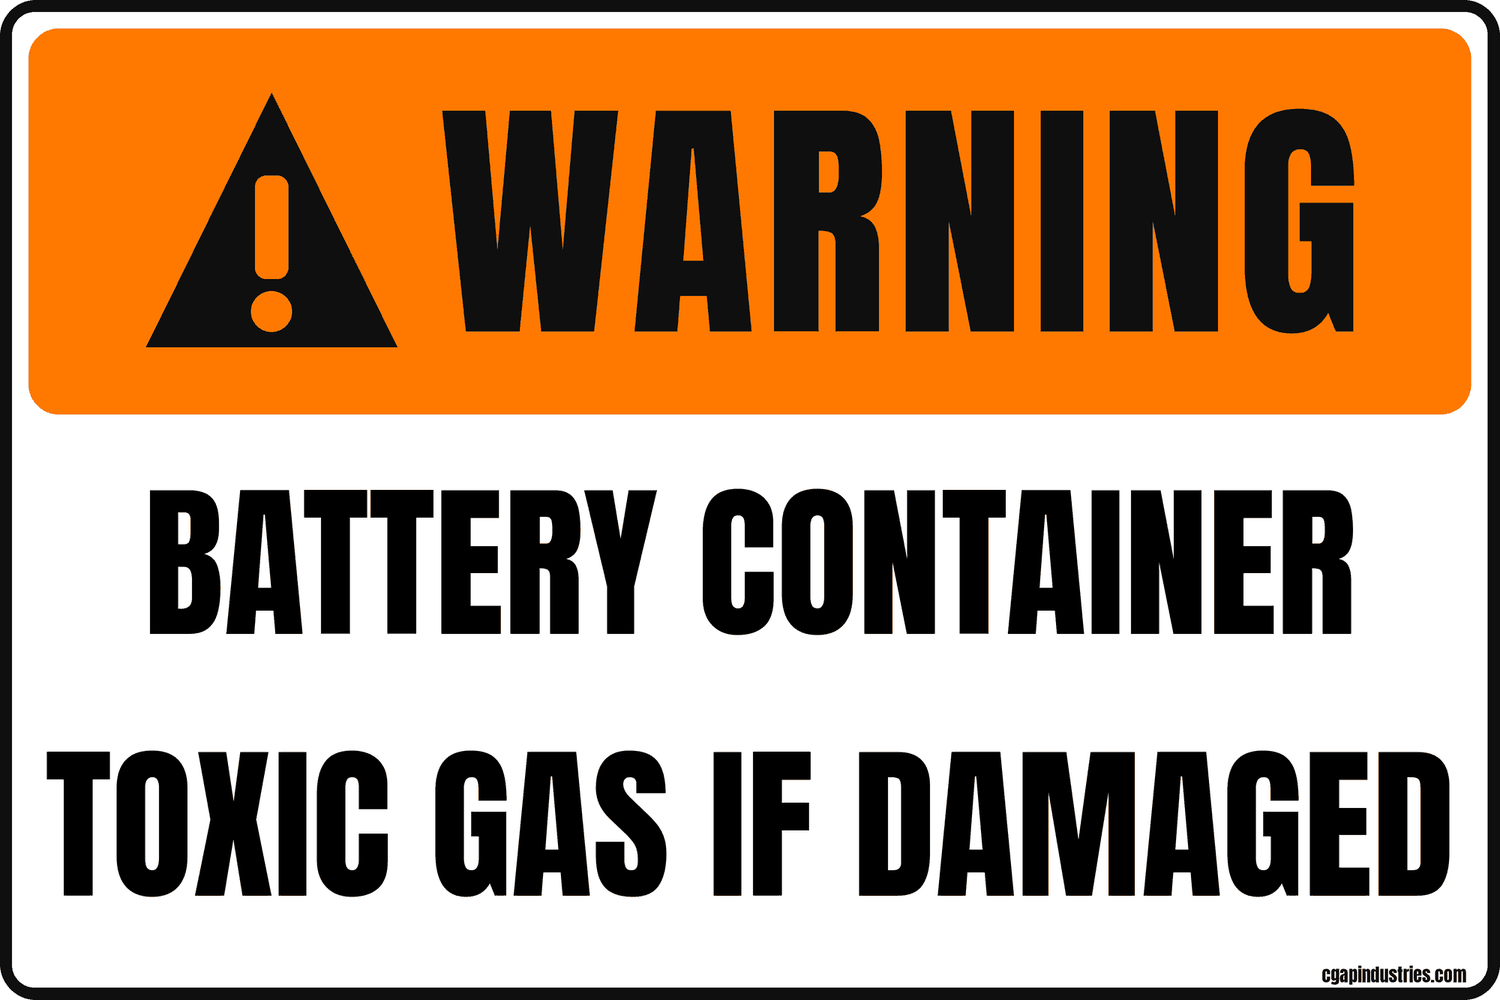 WARNING
BATTERY CONTAINER
TOXIC GAS IF DAMAGED
cgapindustries.com